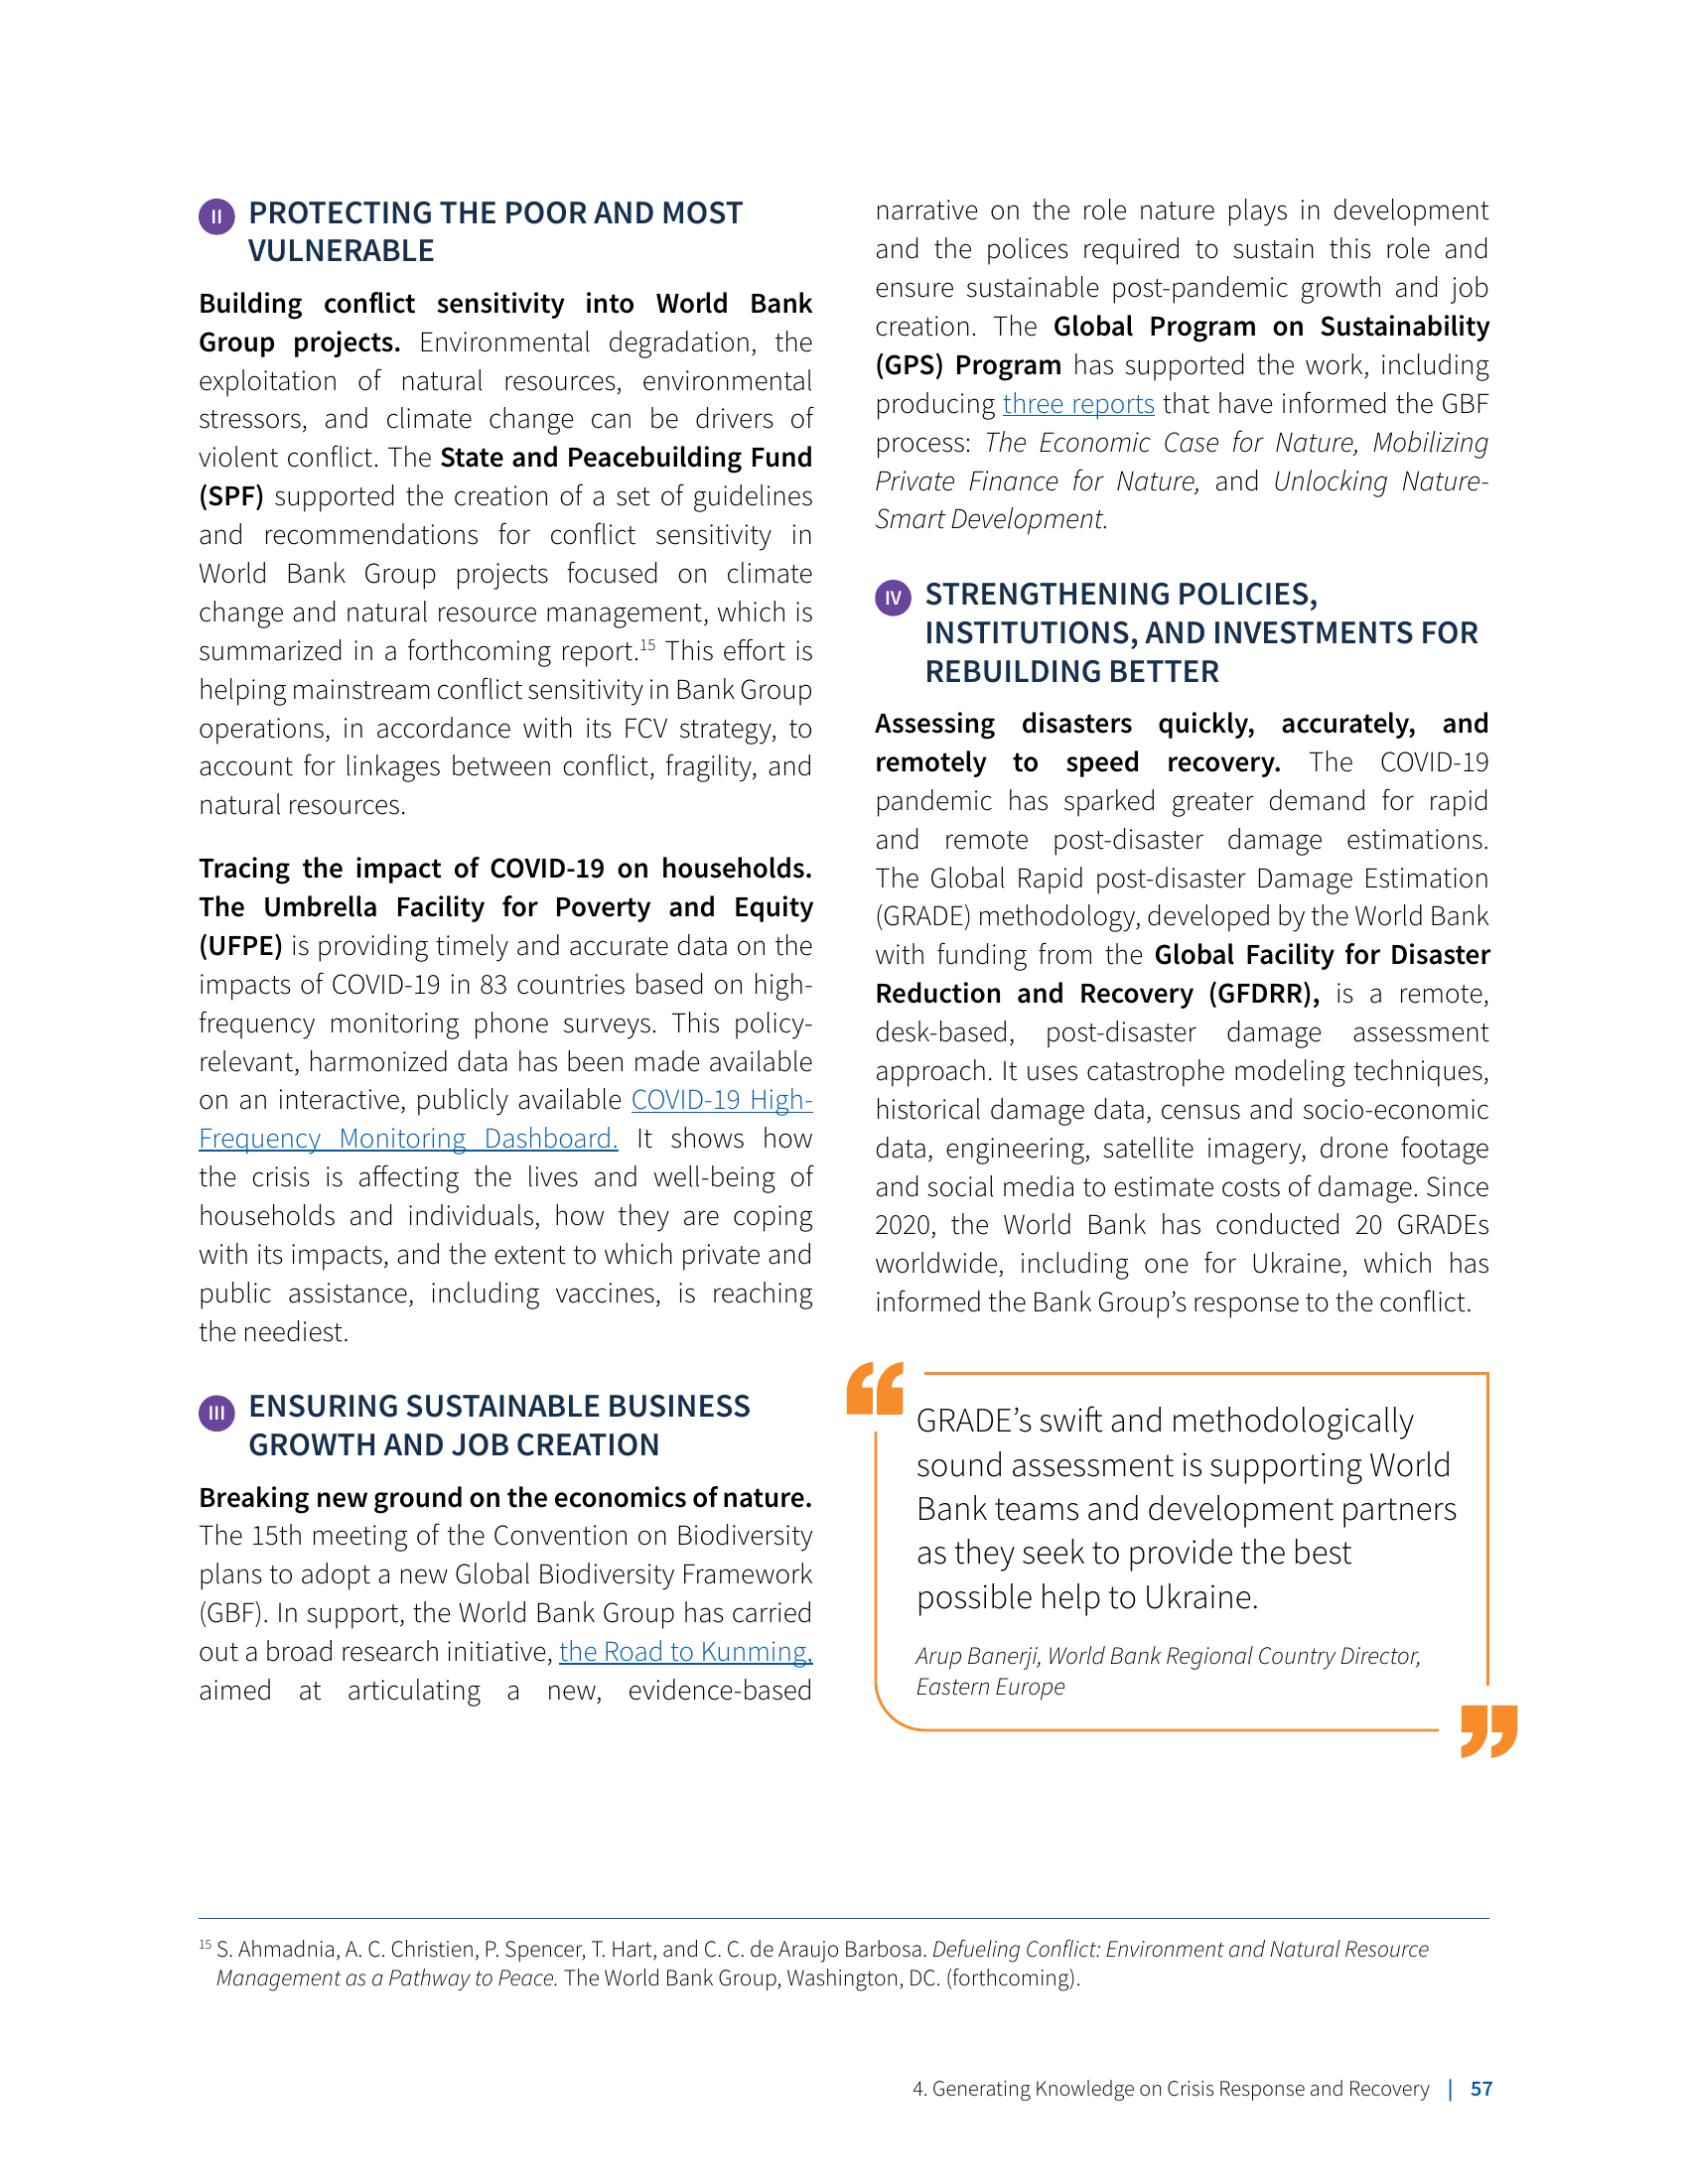 II PROTECTING THE POOR AND MOST
VULNERABLE
Building conflict sensitivity into World Bank
Group projects. Environmental degradation, the
exploitation of natural resources, environmental
stressors, and climate change can be drivers of
violent conflict. The State and Peacebuilding Fund
(SPF) supported the creation of a set of guidelines
and recommendations for conflict sensitivity in
World Bank Group projects focused on climate
change and natural resource management, which is
summarized in a forthcoming report.15 This effort is
helping mainstream conflict sensitivity in Bank Group
operations, in accordance with its FCV strategy, to
account for linkages between conflict, fragility, and
natural resources.
Tracing the impact of COVID-19 on households.
The Umbrella Facility for Poverty and Equity
(UFPE) is providing timely and accurate data on the
impacts of COVID-19 in 83 countries based on high-
frequency monitoring phone surveys. This policy-
relevant, harmonized data has been made available
on an interactive, publicly available COVID-19 High-
Frequency Monitoring Dashboard. It shows how
the crisis is affecting the lives and well-being of
households and individuals, how they are coping
with its impacts, and the extent to which private and
public assistance, including vaccines, is reaching
the neediest.
III ENSURING SUSTAINABLE BUSINESS
GROWTH AND JOB CREATION
Breaking new ground on the economics of nature.
The 15th meeting of the Convention on Biodiversity
plans to adopt a new Global Biodiversity Framework
(GBF). In support, the World Bank Group has carried
out a broad research initiative, the Road to Kunming,
aimed at articulating a new, evidence-based
narrative on the role nature plays in development
and the polices required to sustain this role and
ensure sustainable post-pandemic growth and job
creation. The Global Program on Sustainability
(GPS) Program has supported the work, including
producing three reports that have informed the GBF
process: The Economic Case for Nature, Mobilizing
Private Finance for Nature, and Unlocking Nature-
Smart Development.
IV STRENGTHENING POLICIES,
INSTITUTIONS, AND INVESTMENTS FOR
REBUILDING BETTER
Assessing disasters quickly, accurately, and
remotely to speed recovery. The COVID-19
pandemic has sparked greater demand for rapid
and remote post-disaster damage estimations.
The Global Rapid post-disaster Damage Estimation
(GRADE) methodology, developed by the World Bank
with funding from the Global Facility for Disaster
Reduction and Recovery (GFDRR), is a remote,
desk-based, post-disaster damage assessment
approach. It uses catastrophe modeling techniques,
historical damage data, census and socio-economic
data, engineering, satellite imagery, drone footage
and social media to estimate costs of damage. Since
2020, the World Bank has conducted 20 GRADEs
worldwide, including one for Ukraine, which has
informed the Bank Group’s response to the conflict.
“
GRADE’s swift and methodologically
sound assessment is supporting World
Bank teams and development partners
as they seek to provide the best
possible help to Ukraine.
Arup Banerji, World Bank Regional Country Director,
Eastern Europe
”
15 S. Ahmadnia, A. C. Christien, P. Spencer, T. Hart, and C. C. de Araujo Barbosa. Defueling Conflict: Environment and Natural Resource
Management as a Pathway to Peace. The World Bank Group, Washington, DC. (forthcoming).
4. Generating Knowledge on Crisis Response and Recovery | 57